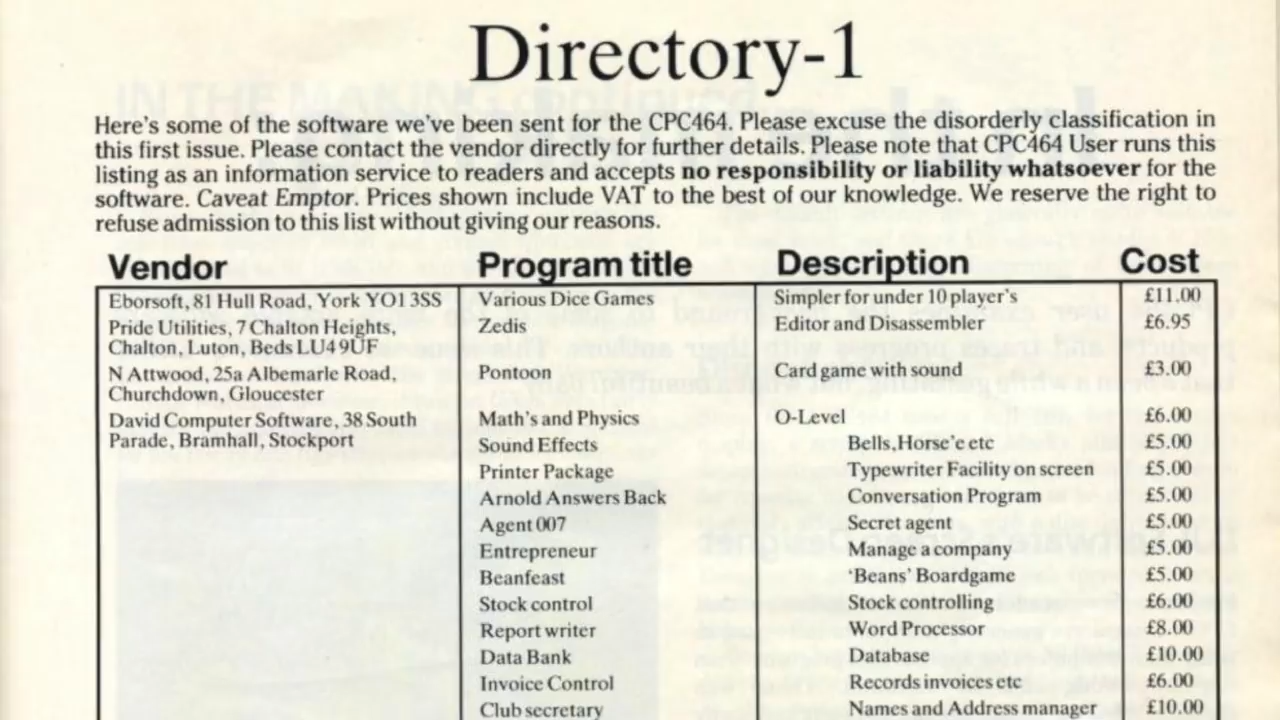 Directory-1
Here's some of the software we've been sent for the CPC464. Please excuse the disorderly classification in
this first issue. Please contact the vendor directly for further details. Please note that CPC464 User runs this
listing as an information service to readers and accepts no responsibility or liability whatsoever for the
software. Caveat Emptor. Prices shown include VAT to the best of our knowledge. We reserve the right to
refuse admission to this list without giving our reasons.
Vendor Program title Description Cost
Eborsoft, 81 Hull Road, York YO1 3SS Various Dice Games Simpler for under 10 player's £11.00
Pride Utilities, 7 Chalton Heights, Zedis Editor and Disassembler £6.95
Chalton, Luton, Beds LU4 9UF
N Attwood, 25a Albemarle Road, Pontoon Card game with sound £3.00
Churchdown, Gloucester
David Computer Software, 38 South Math's and Physics O-Level £6.00
Parade, Bramhall, Stockport Sound Effects Bells, Horse'e etc £5.00
Printer Package Typewriter Facility on screen £5.00
Arnold Answers Back Conversation Program £5.00
Agent 007 Secret agent £5.00
Entrepreneur Manage a company £5.00
Beanfeast 'Beans' Boardgame £5.00
Stock control Stock controlling £6.00
Report writer Word Processor £8.00
Data Bank Database £10.00
Invoice Control Records invoices etc £6.00
Club secretary Names and Address manager £10.00